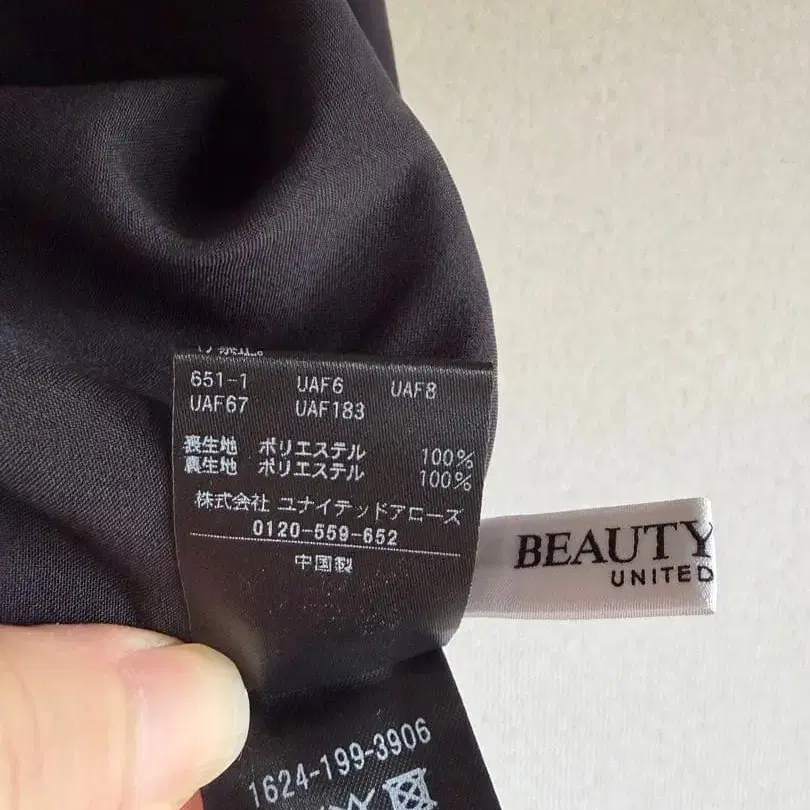 651-1 UAF6 UAF8
UAF67 UAF183
表生地 ポリエステル 100%
裏生地 ポリエステル 100%
株式会社 ユナイテッドアローズ
0120-559-652
中国製
BEAUTY
UNITED
1624-199-3906